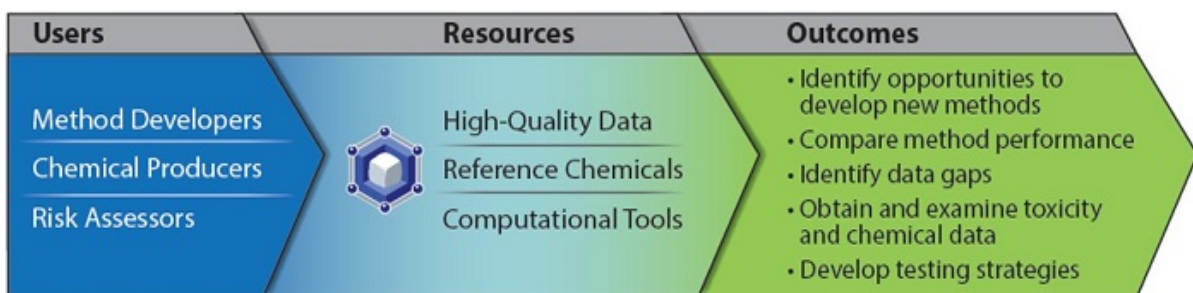 Users
Resources
Outcomes
Method Developers
Chemical Producers
Risk Assessors
High-Quality Data
Reference Chemicals
Computational Tools
• Identify opportunities to
develop new methods
• Compare method performance
• Identify data gaps
• Obtain and examine toxicity
and chemical data
• Develop testing strategies